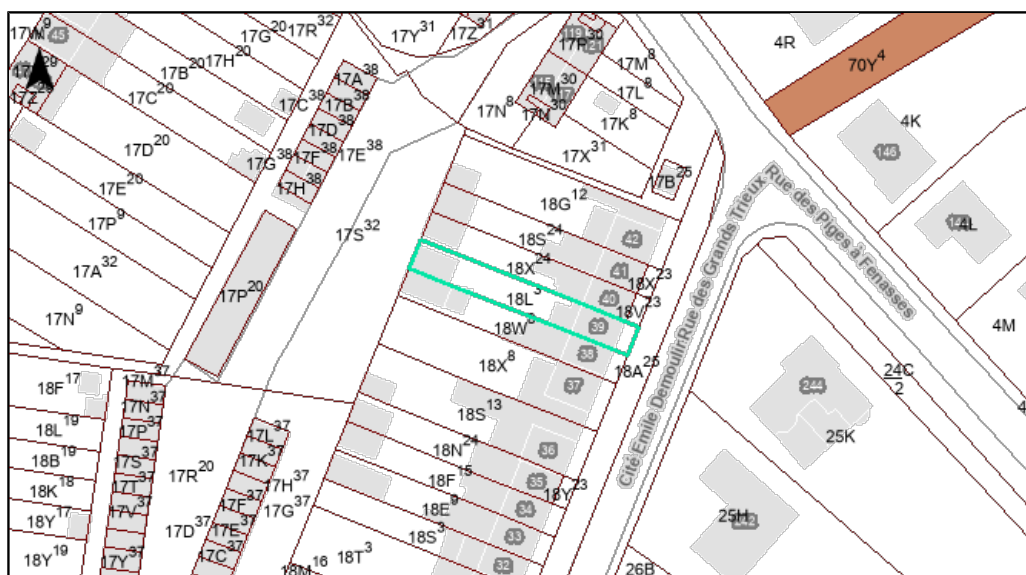 17W⁹
45
17G²⁰
17R³²
17Y³¹
17Z³¹
17R³⁰
4R
70Y⁴
17B²⁰
17H²⁰
17C²⁰
17A³⁸
17C³⁸
17B³⁸
17D³⁸
17F³⁸
17E³⁸
17G³⁸
17H³⁸
17M⁸
17L⁸
17M³⁰
17M³⁰
17N⁸
17K⁸
17X³¹
17B²⁵
4K
146
4L
17D²⁰
17E²⁰
17P⁹
17A³²
17N⁹
17P²⁰
17S³²
18G¹²
18S²⁴
18X²⁴
18L³
18X⁸
42
41
40
39
38
37
18X²³
18V²³
18A²⁵
Rue des Piges à Fenasses
Rue des Grands Trieux
Cité Emile Demoulin
4M
24C
2
244
25K
25H
26B
18F¹⁷
18L¹⁹
18B¹⁹
18K¹⁸
18Y¹⁷
18Y¹⁹
17M³⁷
17N³⁷
17P³⁷
17S³⁷
17T³⁷
17V³⁷
17Y³⁷
17R²⁰
17D³⁷
17L³⁷
17K³⁷
17H³⁷
17F³⁷
17G³⁷
17E³⁷
17C³⁷
18S¹³
18N²⁴
18F¹⁵
18E⁹
18S³
18T³
18M¹⁶
18Y²³
36
35
34
33
32